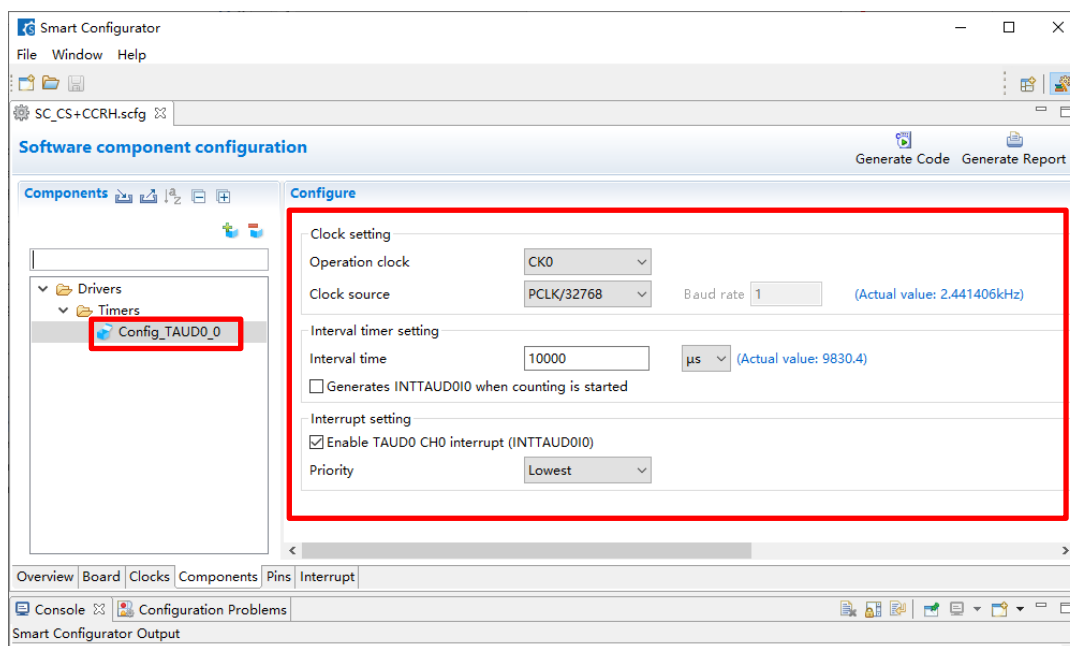 Smart Configurator
File Window Help
SC_CS+CCRH.scfg
Software component configuration
Generate Code Generate Report
Components
Configure
Drivers
Timers
Config_TAUD0_0
Clock setting
Operation clock CK0
Clock source PCLK/32768 Baud rate 1 (Actual value: 2.441406kHz)
Interval timer setting
Interval time 10000 µs (Actual value: 9830.4)
Generates INTTAUD0I0 when counting is started
Interrupt setting
Enable TAUD0 CH0 interrupt (INTTAUD0I0)
Priority Lowest
Overview Board Clocks Components Pins Interrupt
Console Configuration Problems
Smart Configurator Output